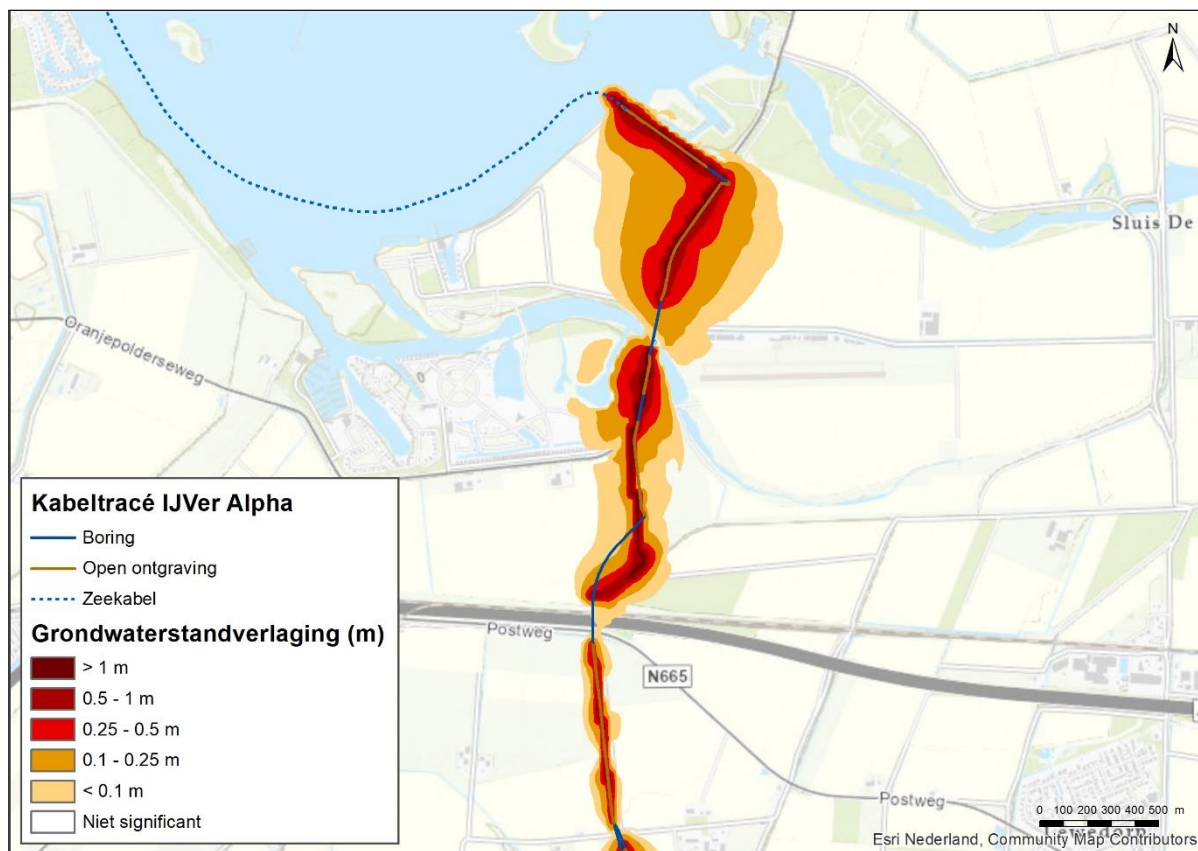 N
Sluis De
Oranjepolderseweg
Kabeltracé IJVer Alpha
Boring
Open ontgraving
Zeekabel
Grondwaterstandverlaging (m)
> 1 m
0.5 - 1 m
0.25 - 0.5 m
0.1 - 0.25 m
< 0.1 m
Niet significant
Postweg
N665
Postweg
0 100 200 300 400 500 m
Lewedorp
Esri Nederland, Community Map Contributors